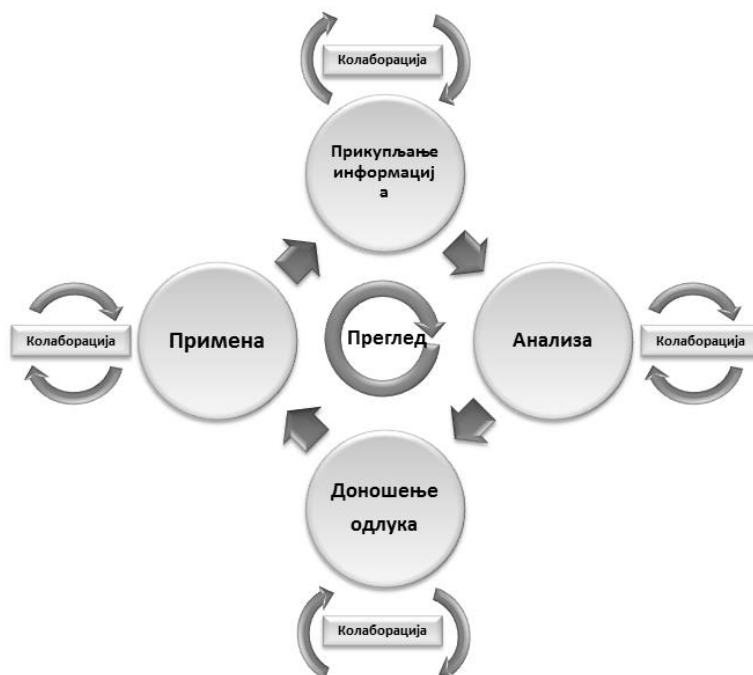 Колаборација
Прикупљање
информациј
а
Колаборација
Примена
Преглед
Анализа
Колаборација
Доношење
одлука
Колаборација